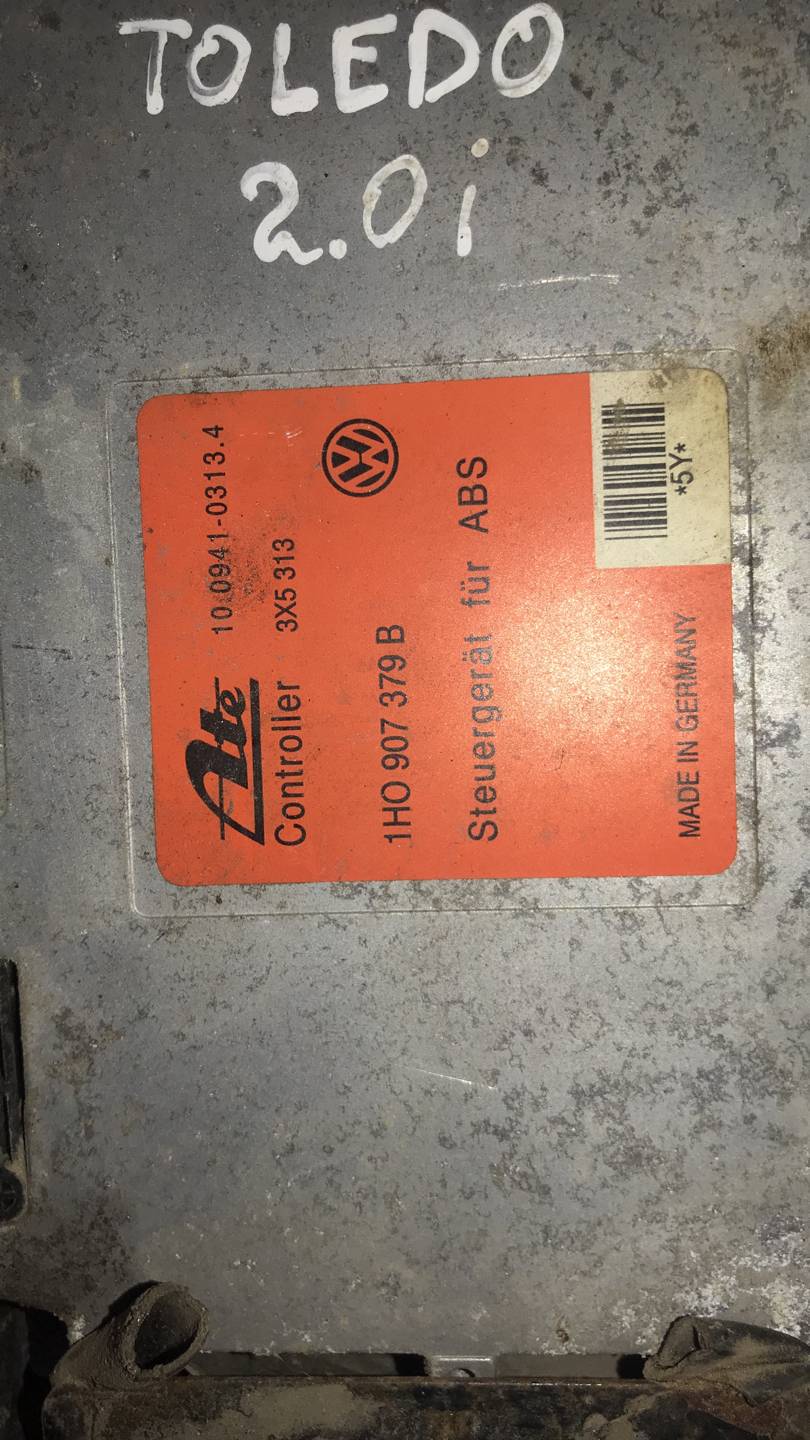 TOLEDO
2.0i
Ate 10.0941-0313.4
Controller 3X5 313
1HO 907 379 B
Steuergerät für ABS
MADE IN GERMANY
*5Y*